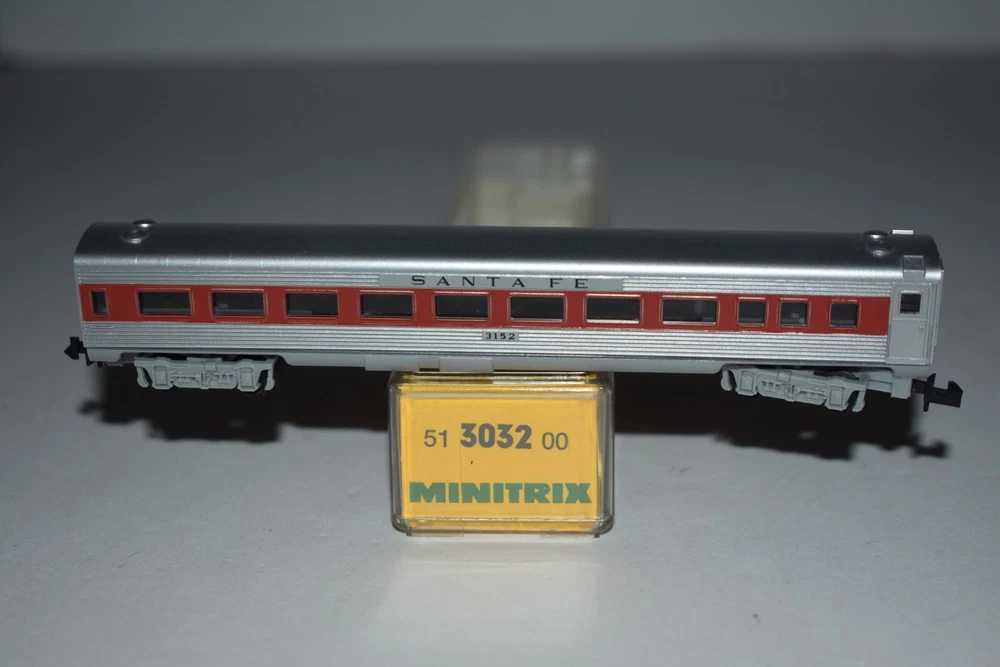 SANTA FE
3152
51 3032 00
MINITRIX